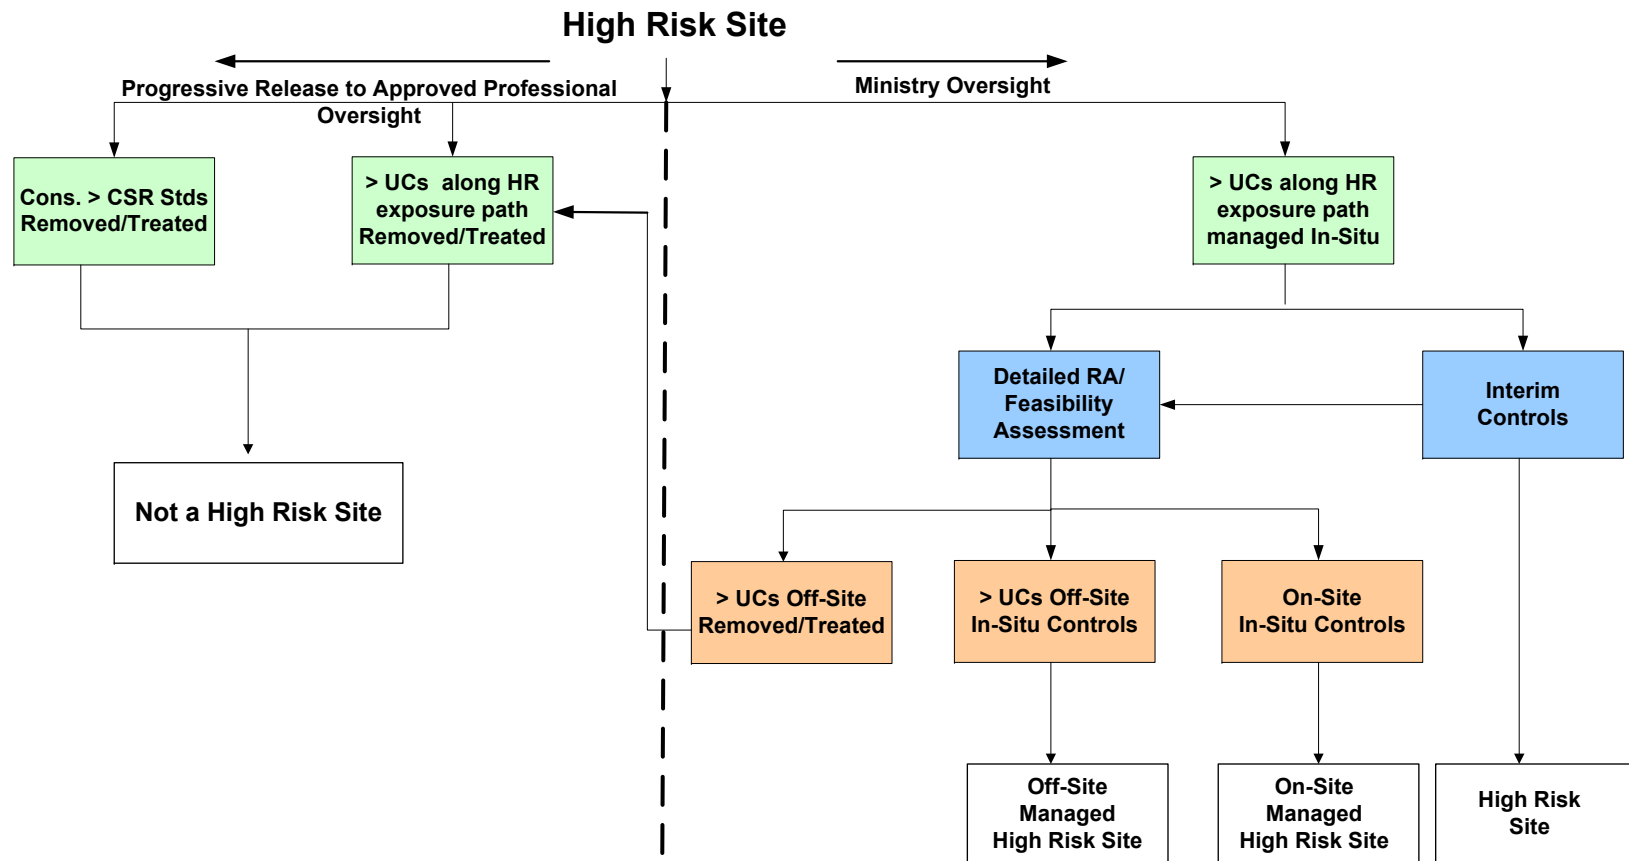 High Risk Site
Progressive Release to Approved Professional
Oversight
Ministry Oversight
Cons. > CSR Stds
Removed/Treated
> UCs along HR
exposure path
Removed/Treated
> UCs along HR
exposure path
managed In-Situ
Detailed RA/
Feasibility
Assessment
Interim
Controls
Not a High Risk Site
> UCs Off-Site
Removed/Treated
> UCs Off-Site
In-Situ Controls
On-Site
In-Situ Controls
Off-Site
Managed
High Risk Site
On-Site
Managed
High Risk Site
High Risk
Site